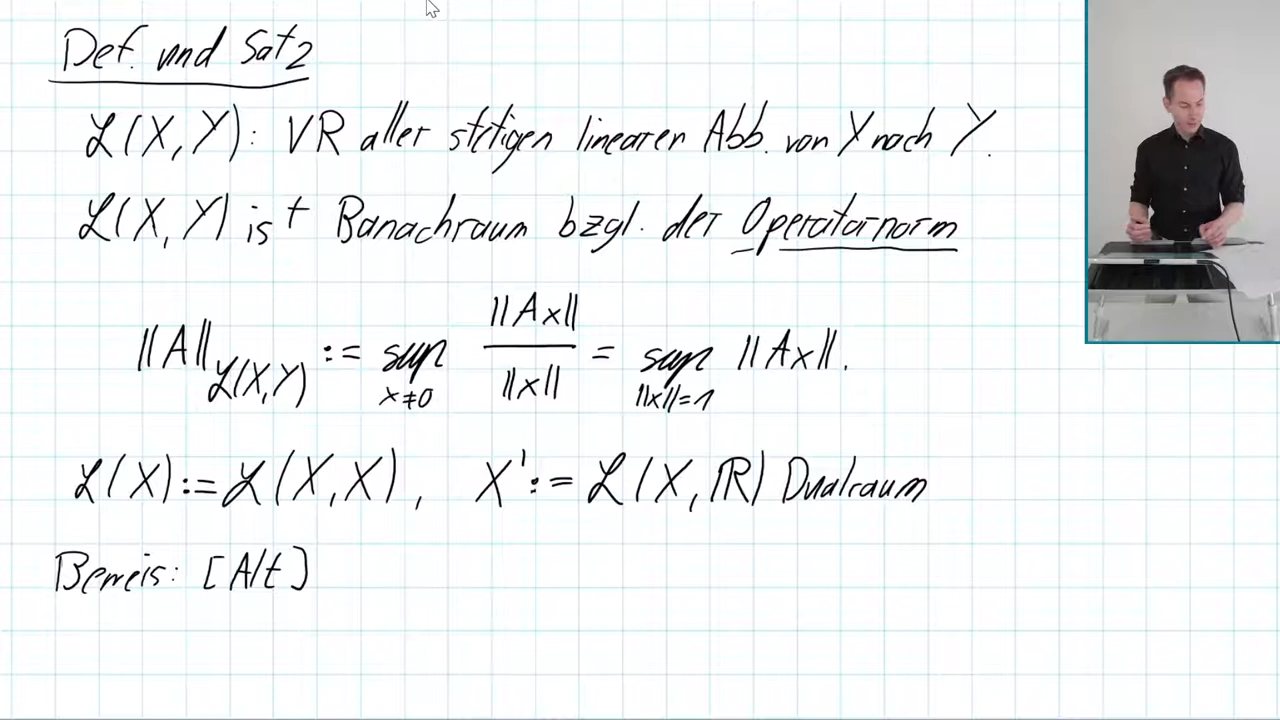 Def. und Satz
ℒ(X,Y): VR aller stetigen linearen Abb. von X nach Y.
ℒ(X,Y) ist Banachraum bzgl. der Operatornorm
||A||_ℒ(X,Y) := sup_{x≠0} ||Ax|| / ||x|| = sup_{||x||=1} ||Ax||.
ℒ(X) := ℒ(X,X), X' := ℒ(X,ℝ) Dualraum
Beweis: [Alt]